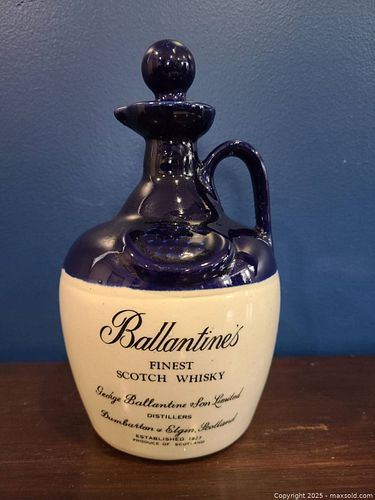 Ballantine's
FINEST
SCOTCH WHISKY
George Ballantine & Son Limited
DISTILLERS
Dumbarton & Elgin, Scotland
ESTABLISHED 1827
PRODUCE OF SCOTLAND
Copyright 2025 - maxsold.com